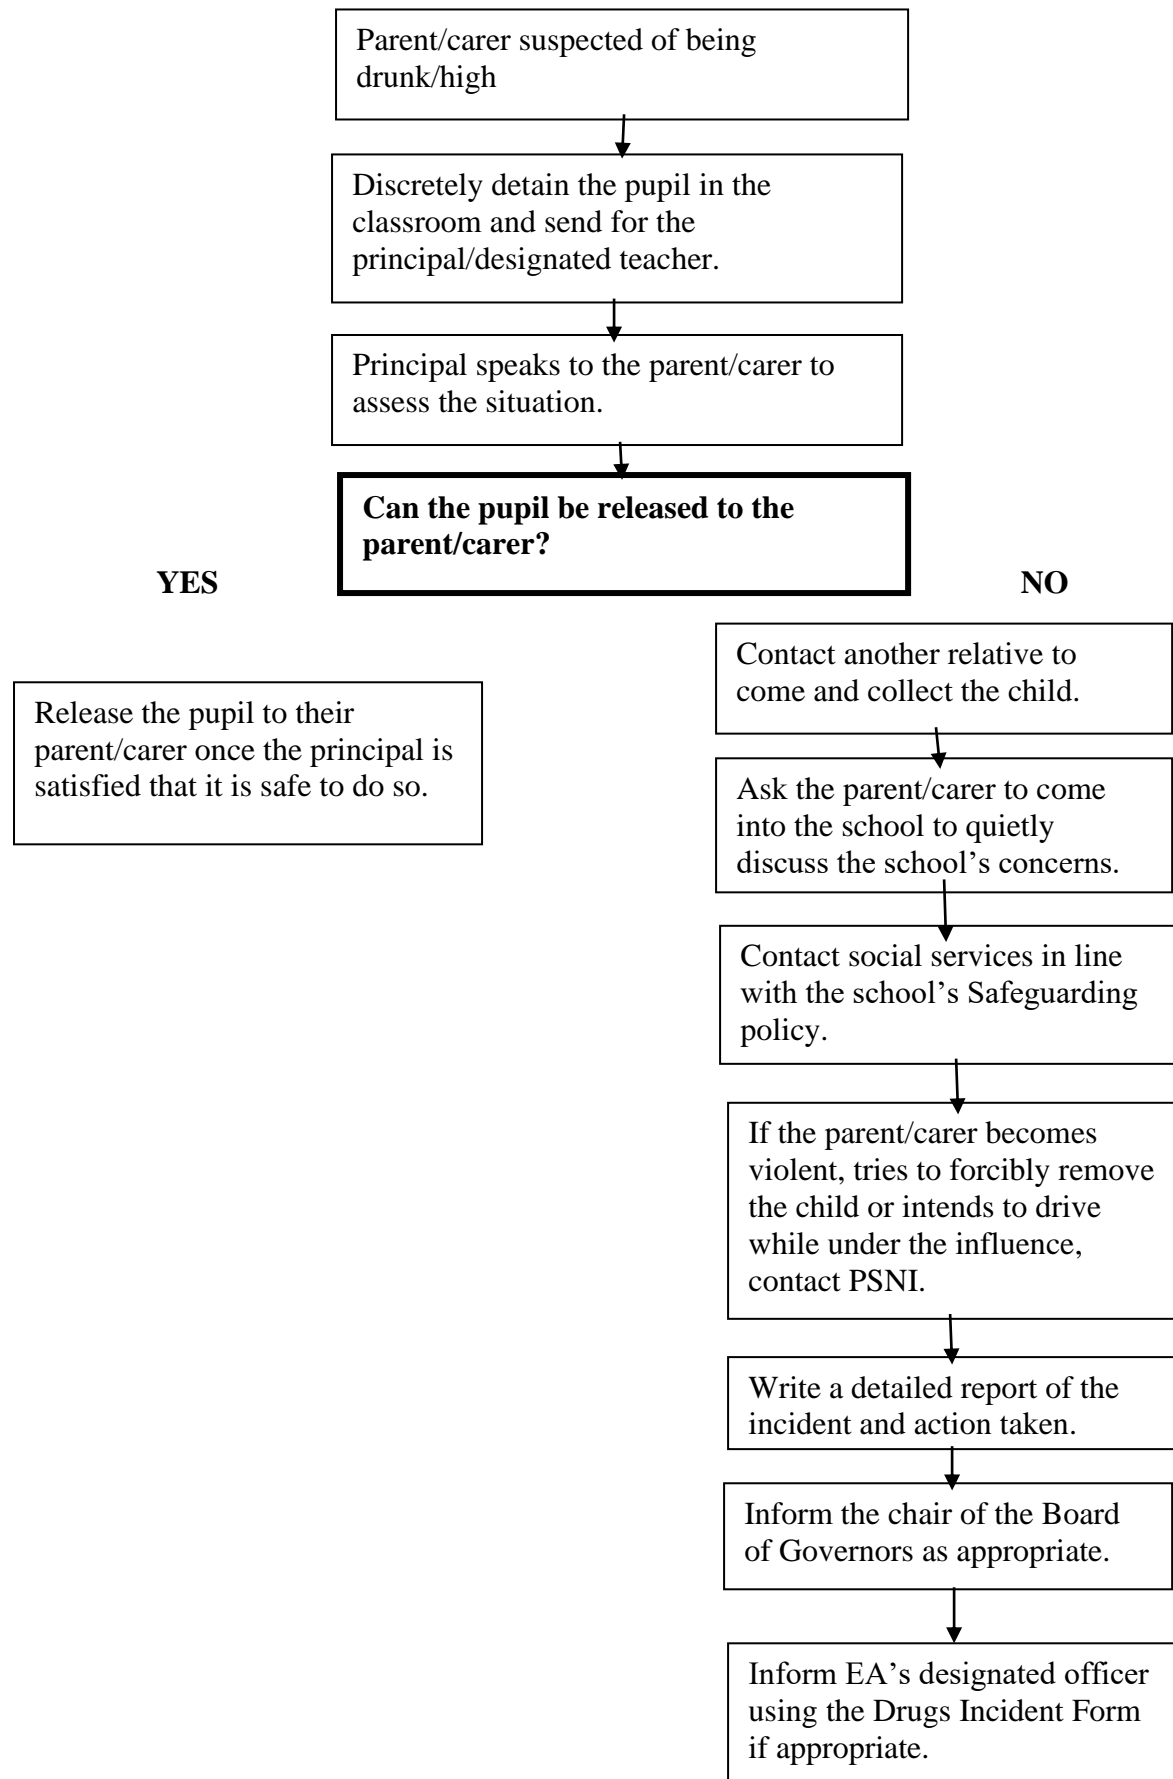 Parent/carer suspected of being
drunk/high
Discretely detain the pupil in the
classroom and send for the
principal/designated teacher.
Principal speaks to the parent/carer to
assess the situation.
Can the pupil be released to the
parent/carer?
YES
NO
Release the pupil to their
parent/carer once the principal is
satisfied that it is safe to do so.
Contact another relative to
come and collect the child.
Ask the parent/carer to come
into the school to quietly
discuss the school’s concerns.
Contact social services in line
with the school’s Safeguarding
policy.
If the parent/carer becomes
violent, tries to forcibly remove
the child or intends to drive
while under the influence,
contact PSNI.
Write a detailed report of the
incident and action taken.
Inform the chair of the Board
of Governors as appropriate.
Inform EA’s designated officer
using the Drugs Incident Form
if appropriate.